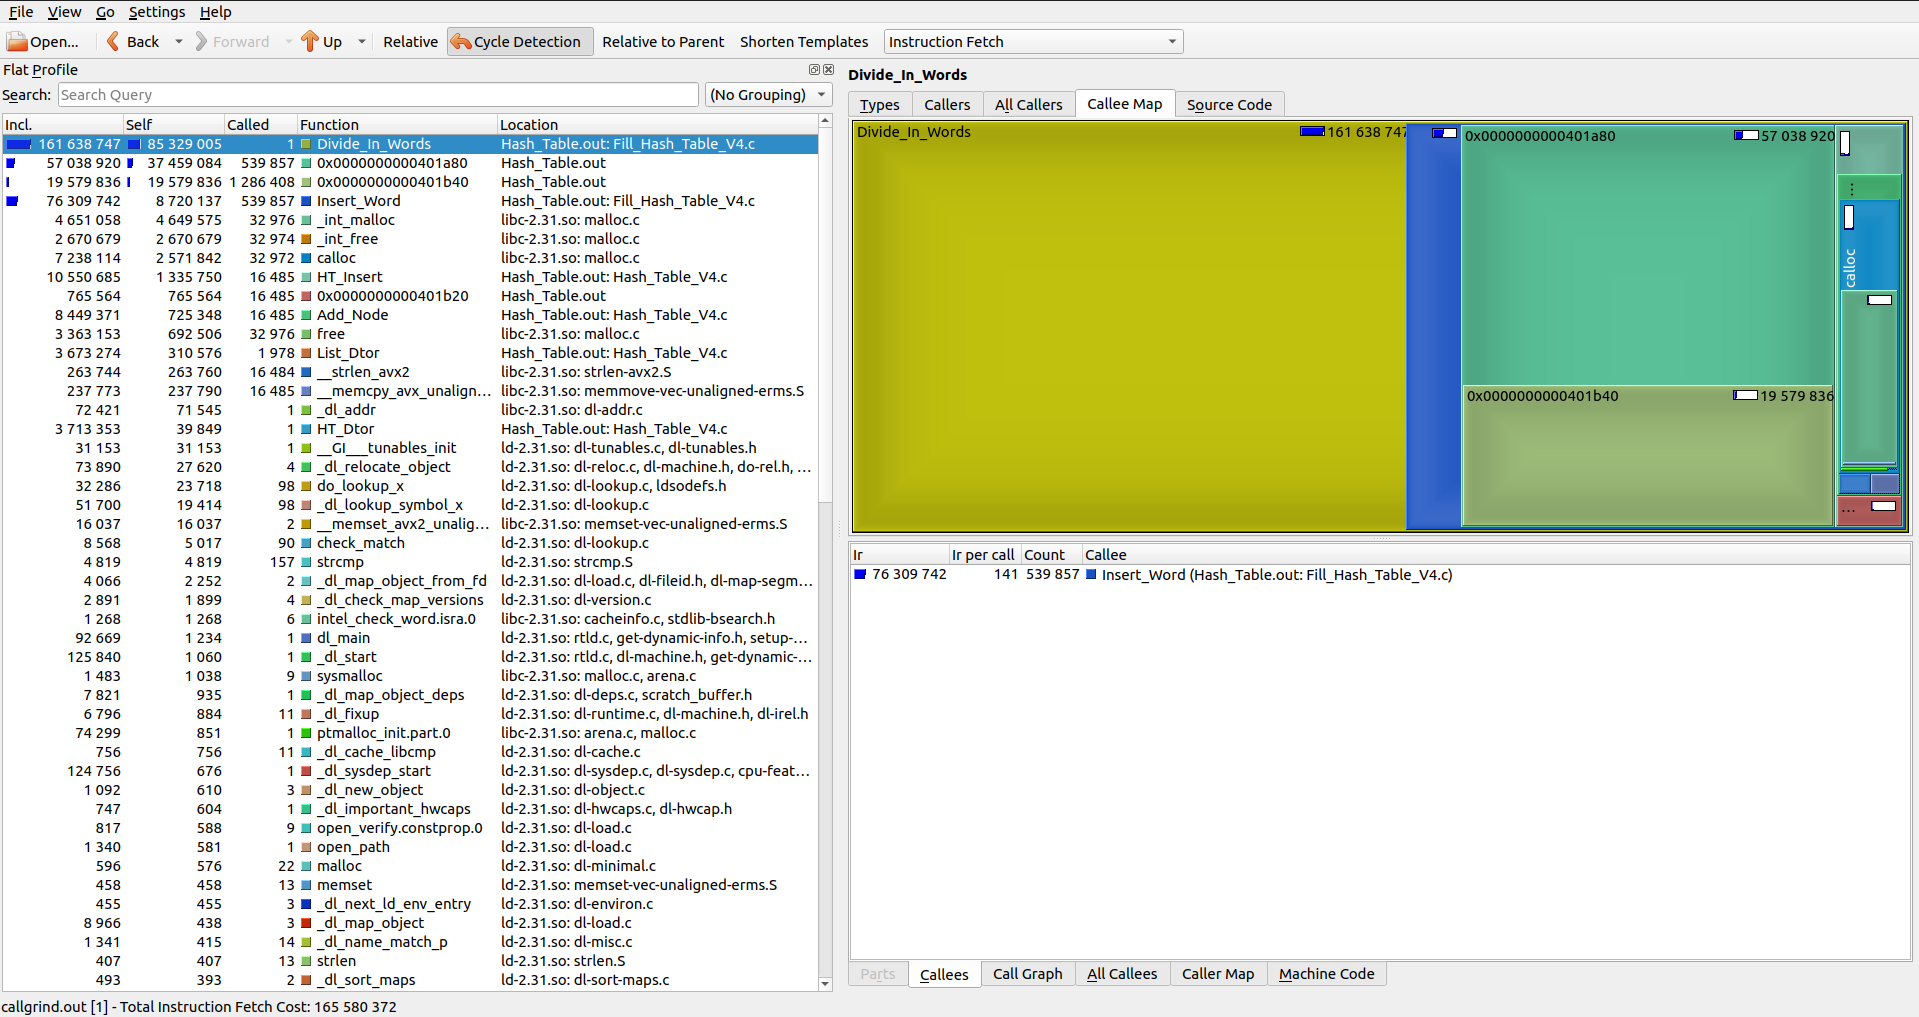 File View Go Settings Help
Open... Back Forward Up Relative Cycle Detection Relative to Parent Shorten Templates Instruction Fetch
Flat Profile
Search: Search Query (No Grouping)
Incl. Self Called Function Location
161 638 747 85 329 005 1 Divide_In_Words Hash_Table.out: Fill_Hash_Table_V4.c
57 038 920 37 459 084 539 857 0x0000000000401a80 Hash_Table.out
19 579 836 19 579 836 1 286 408 0x0000000000401b40 Hash_Table.out
76 309 742 8 720 137 539 857 Insert_Word Hash_Table.out: Fill_Hash_Table_V4.c
4 651 058 4 649 575 32 976 _int_malloc libc-2.31.so: malloc.c
2 670 679 2 670 679 32 974 _int_free libc-2.31.so: malloc.c
7 238 114 2 571 842 32 972 calloc libc-2.31.so: malloc.c
10 550 685 1 335 750 16 485 HT_Insert Hash_Table.out: Hash_Table_V4.c
765 564 765 564 16 485 0x0000000000401b20 Hash_Table.out
8 449 371 725 348 16 485 Add_Node Hash_Table.out: Hash_Table_V4.c
3 363 153 692 506 32 976 free libc-2.31.so: malloc.c
3 673 274 310 576 1 978 List_Dtor Hash_Table.out: Hash_Table_V4.c
263 744 263 760 16 484 __strlen_avx2 libc-2.31.so: strlen-avx2.S
237 773 237 790 16 485 __memcpy_avx_unalign... libc-2.31.so: memmove-vec-unaligned-erms.S
72 421 71 545 1 _dl_addr libc-2.31.so: dl-addr.c
3 713 353 39 849 1 HT_Dtor Hash_Table.out: Hash_Table_V4.c
31 153 31 153 1 __GI___tunables_init ld-2.31.so: dl-tunables.c, dl-tunables.h
73 890 27 620 4 _dl_relocate_object ld-2.31.so: dl-reloc.c, dl-machine.h, do-rel.h, ...
32 286 23 718 98 do_lookup_x ld-2.31.so: dl-lookup.c, ldsodefs.h
51 700 19 414 98 _dl_lookup_symbol_x ld-2.31.so: dl-lookup.c
16 037 16 037 2 __memset_avx2_unalig... libc-2.31.so: memset-vec-unaligned-erms.S
8 568 5 017 90 check_match ld-2.31.so: dl-lookup.c
4 819 4 819 157 strcmp ld-2.31.so: strcmp.S
4 066 2 252 2 _dl_map_object_from_fd ld-2.31.so: dl-load.c, dl-fileid.h, dl-map-segm...
2 891 1 899 4 _dl_check_map_versions ld-2.31.so: dl-version.c
1 268 1 268 6 intel_check_word.isra.0 libc-2.31.so: cacheinfo.c, stdlib-bsearch.h
92 669 1 234 1 dl_main ld-2.31.so: rtld.c, get-dynamic-info.h, setup-...
125 840 1 060 1 _dl_start ld-2.31.so: rtld.c, dl-machine.h, get-dynamic-...
1 483 1 038 9 sysmalloc libc-2.31.so: malloc.c, arena.c
7 821 935 1 _dl_map_object_deps ld-2.31.so: dl-deps.c, scratch_buffer.h
6 796 884 11 _dl_fixup ld-2.31.so: dl-runtime.c, dl-machine.h, dl-irel.h
74 299 851 1 ptmalloc_init.part.0 libc-2.31.so: arena.c, malloc.c
756 756 11 _dl_cache_libcmp ld-2.31.so: dl-cache.c
124 756 676 1 _dl_sysdep_start ld-2.31.so: dl-sysdep.c, dl-sysdep.c, cpu-feat...
1 092 610 3 _dl_new_object ld-2.31.so: dl-object.c
747 604 1 _dl_important_hwcaps ld-2.31.so: dl-hwcaps.c, dl-hwcap.h
817 588 9 open_verify.constprop.0 ld-2.31.so: dl-load.c
1 340 581 1 open_path ld-2.31.so: dl-load.c
596 576 22 malloc ld-2.31.so: dl-minimal.c
458 458 13 memset ld-2.31.so: memset-vec-unaligned-erms.S
455 455 3 _dl_next_ld_env_entry ld-2.31.so: dl-environ.c
8 966 438 3 _dl_map_object ld-2.31.so: dl-load.c
1 341 415 14 _dl_name_match_p ld-2.31.so: dl-misc.c
407 407 13 strlen ld-2.31.so: strlen.S
493 393 2 _dl_sort_maps ld-2.31.so: dl-sort-maps.c
Divide_In_Words
Types Callers All Callers Callee Map Source Code
Divide_In_Words 161 638 747
0x0000000000401a80 57 038 920
...
calloc
0x0000000000401b40 19 579 836
...
Ir Ir per call Count Callee
76 309 742 141 539 857 Insert_Word (Hash_Table.out: Fill_Hash_Table_V4.c)
Parts Callees Call Graph All Callees Caller Map Machine Code
callgrind.out [1] - Total Instruction Fetch Cost: 165 580 372